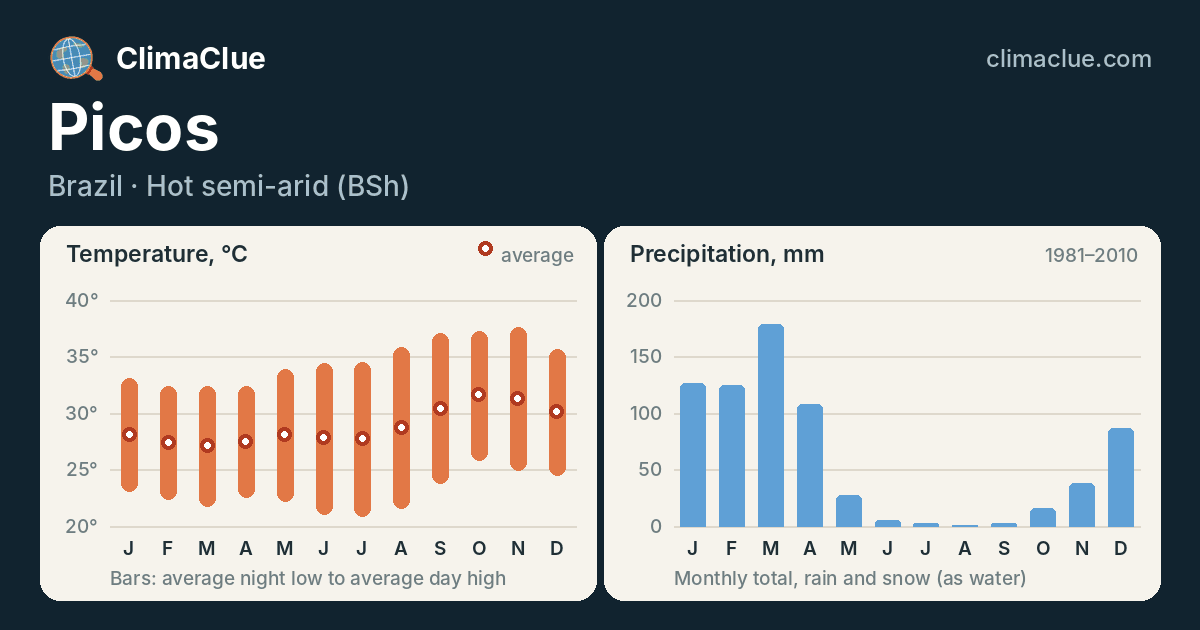 ClimaClue
climaclue.com
Picos
Brazil · Hot semi-arid (BSh)
Temperature, °C
average
40°
35°
30°
25°
20°
J F M A M J J A S O N D
Bars: average night low to average day high
Precipitation, mm
1981–2010
200
150
100
50
0
J F M A M J J A S O N D
Monthly total, rain and snow (as water)